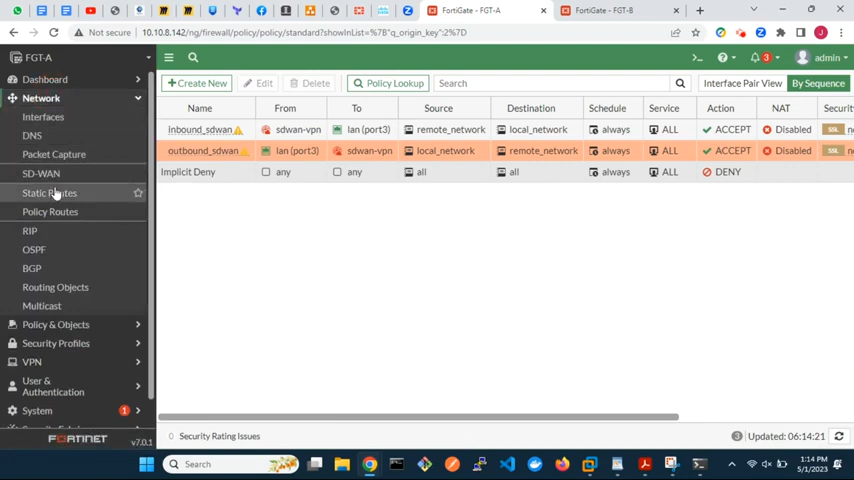 FortiGate - FGT-A
FortiGate - FGT-B
Not secure 10.10.8.142/ng/firewall/policy/policy/standard?showInList=%7B"q_origin_key":2%7D
J
FGT-A
3
admin
Dashboard
Network
Interfaces
DNS
Packet Capture
SD-WAN
Static Routes
Policy Routes
RIP
OSPF
BGP
Routing Objects
Multicast
Policy & Objects
Security Profiles
VPN
User &
Authentication
System 1
FORTINET v7.0.1
Create New Edit Delete Policy Lookup Search Interface Pair View By Sequence
Name From To Source Destination Schedule Service Action NAT Securit
Inbound_sdwan sdwan-vpn lan (port3) remote_network local_network always ALL ACCEPT Disabled SSL
outbound_sdwan lan (port3) sdwan-vpn local_network remote_network always ALL ACCEPT Disabled SSL
Implicit Deny any any all all always ALL DENY
0 Security Rating Issues 3 Updated: 06:14:21
Search
1:14 PM
5/1/2023